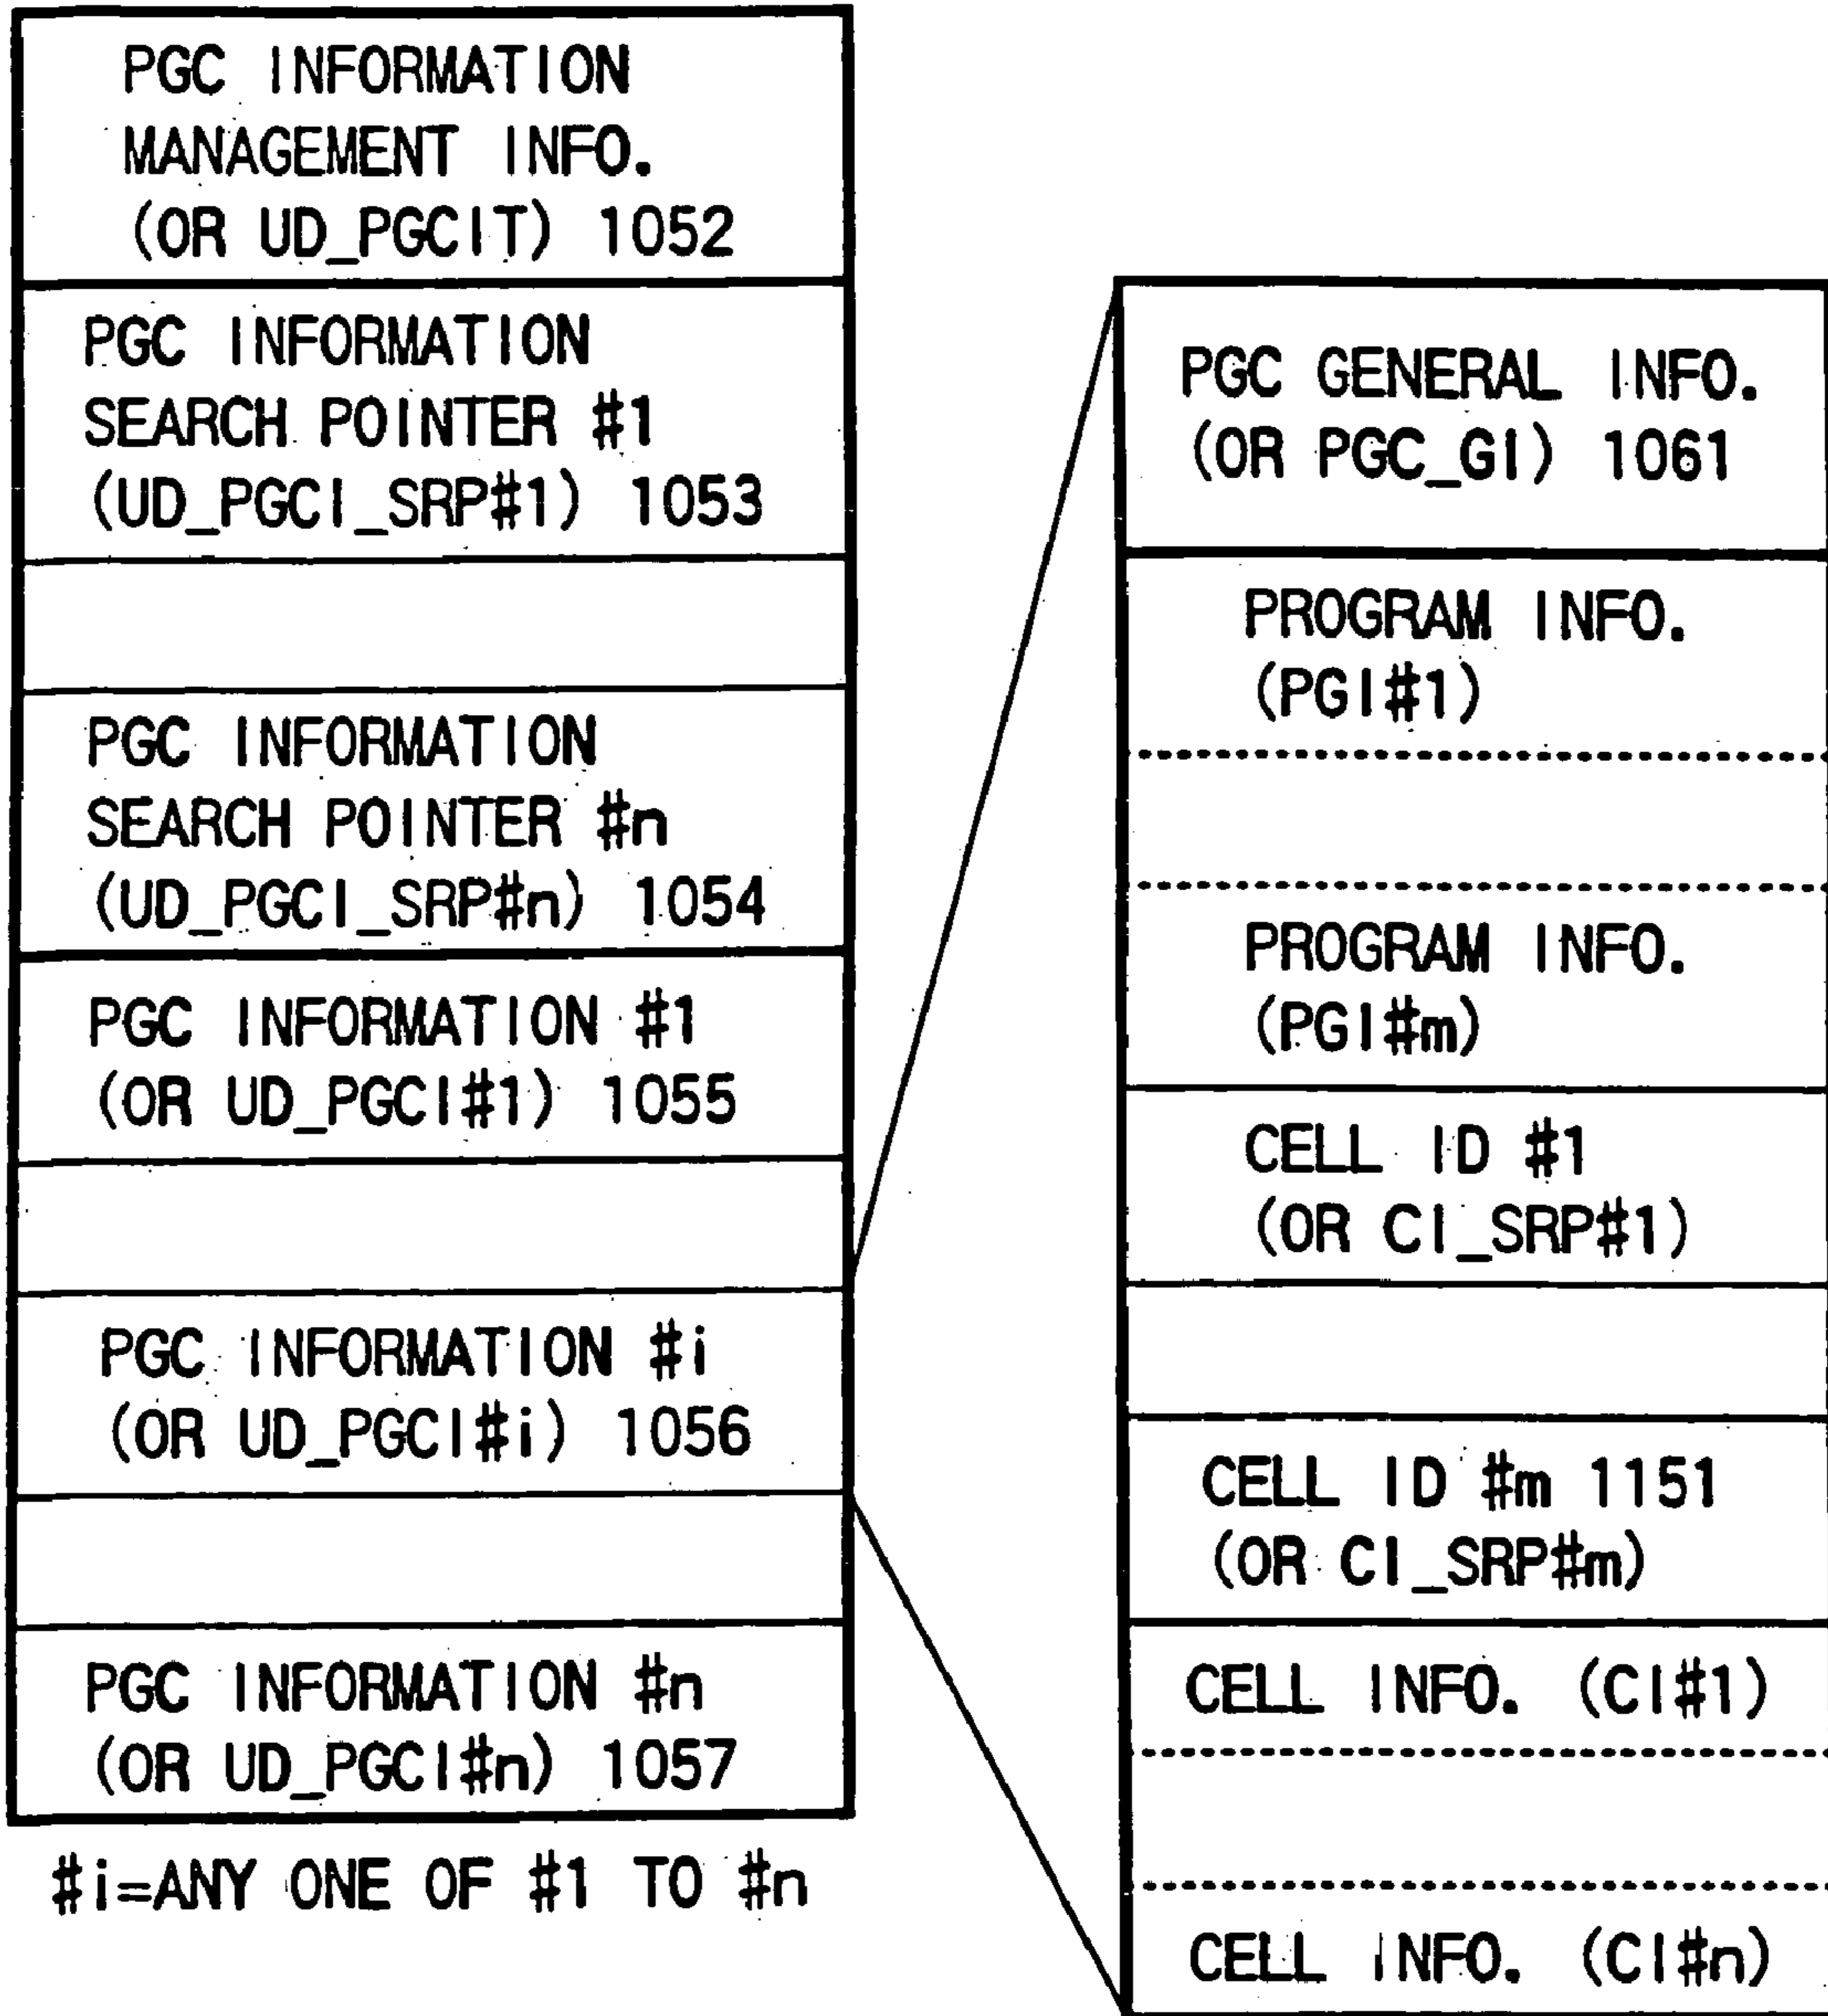 PGC INFORMATION
MANAGEMENT INFO.
(OR UD_PGCIT) 1052
PGC INFORMATION
SEARCH POINTER #1
(UD_PGCI_SRP#1) 1053
PGC INFORMATION
SEARCH POINTER #n
(UD_PGCI_SRP#n) 1054
PGC INFORMATION #1
(OR UD_PGCI#1) 1055
PGC INFORMATION #i
(OR UD_PGCI#i) 1056
PGC INFORMATION #n
(OR UD_PGCI#n) 1057
#i=ANY ONE OF #1 TO #n
PGC GENERAL INFO.
(OR PGC_GI) 1061
PROGRAM INFO.
(PGI#1)
PROGRAM INFO.
(PGI#m)
CELL ID #1
(OR CI_SRP#1)
CELL ID #m 1151
(OR CI_SRP#m)
CELL INFO. (CI#1)
CELL INFO. (CI#n)